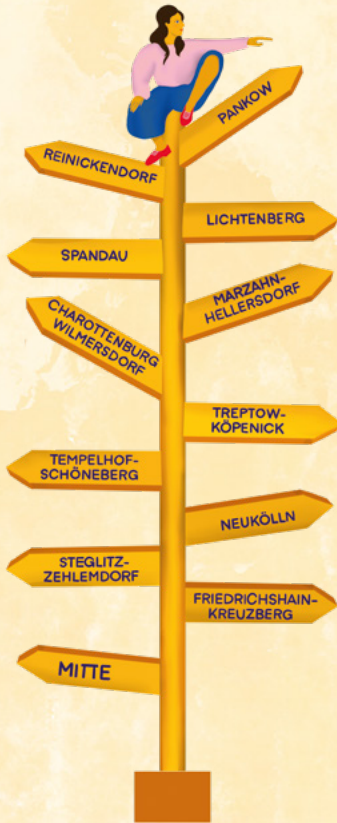 PANKOW
REINICKENDORF
LICHTENBERG
SPANDAU
MARZAHN-
HELLERSDORF
CHAROTTENBURG
WILMERSDORF
TREPTOW-
KÖPENICK
TEMPELHOF-
SCHÖNEBERG
NEUKÖLLN
STEGLITZ-
ZEHLEMDORF
FRIEDRICHSHAIN-
KREUZBERG
MITTE